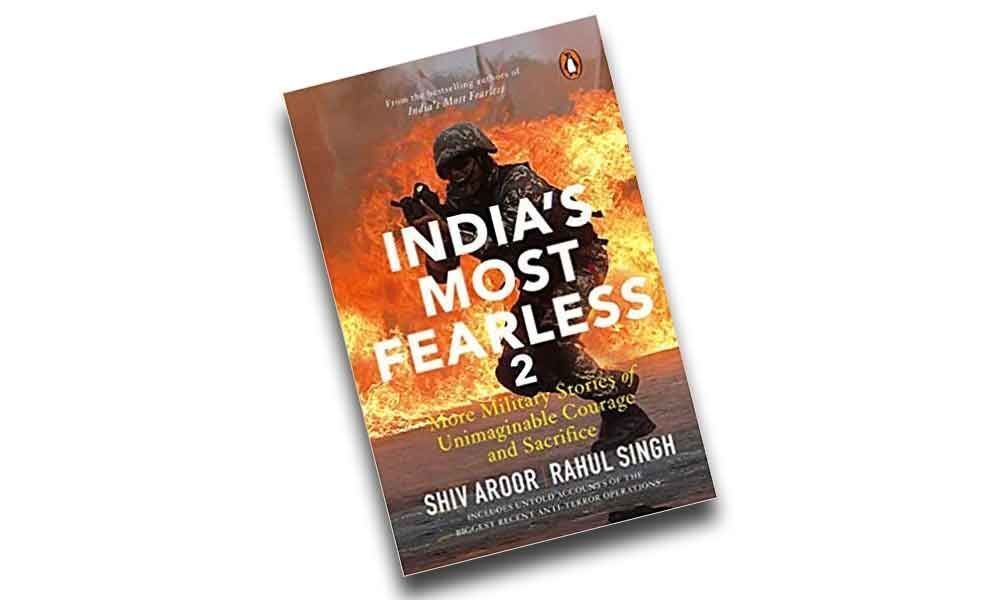 From the bestselling authors of
India's Most Fearless
INDIA'S
MOST
FEARLESS
2
More Military Stories of
Unimaginable Courage
and Sacrifice
SHIV AROOR RAHUL SINGH
INCLUDES UNTOLD ACCOUNTS OF THE
BIGGEST RECENT ANTI-TERROR OPERATIONS